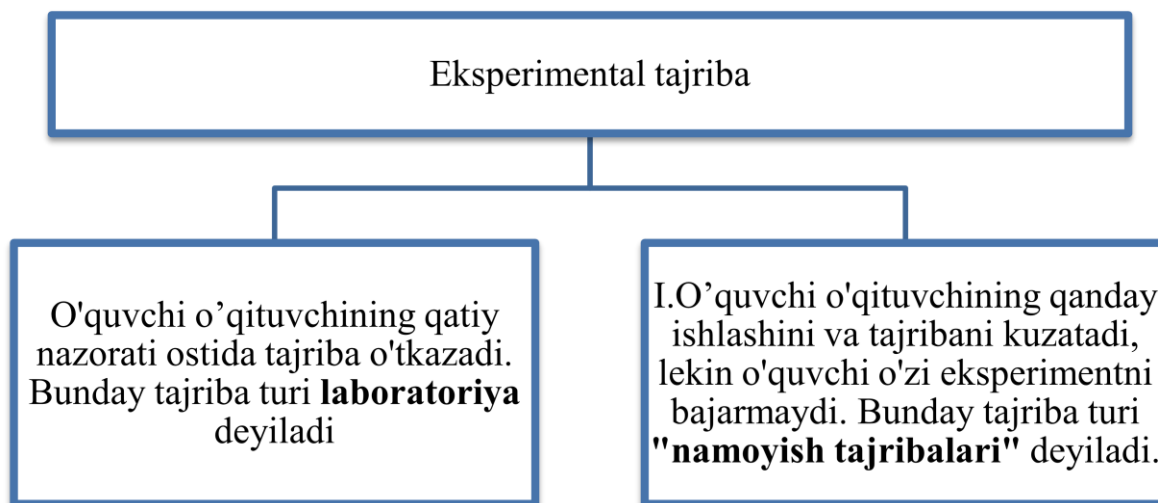 Eksperimental tajriba
O'quvchi o’qituvchining qatiy
nazorati ostida tajriba o'tkazadi.
Bunday tajriba turi laboratoriya
deyiladi
I.O’quvchi o'qituvchining qanday
ishlashini va tajribani kuzatadi,
lekin o'quvchi o'zi eksperimentni
bajarmaydi. Bunday tajriba turi
"namoyish tajribalari" deyiladi.